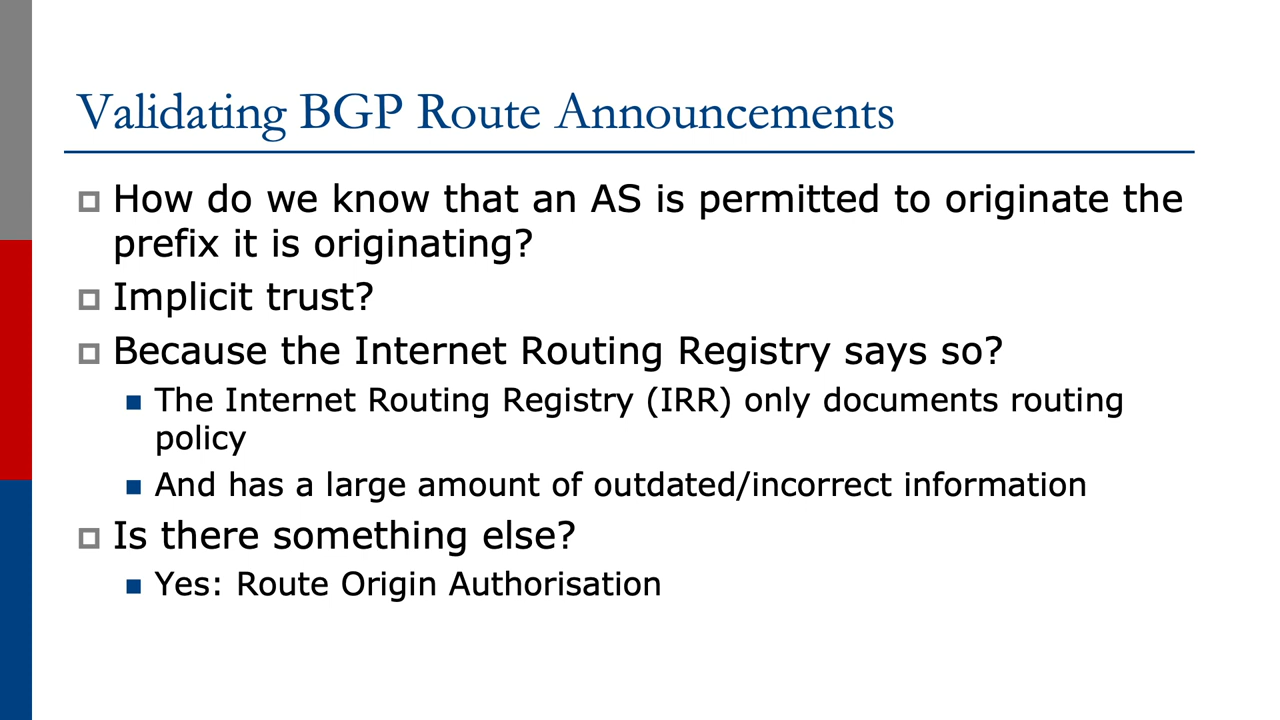 Validating BGP Route Announcements
How do we know that an AS is permitted to originate the
prefix it is originating?
Implicit trust?
Because the Internet Routing Registry says so?
The Internet Routing Registry (IRR) only documents routing
policy
And has a large amount of outdated/incorrect information
Is there something else?
Yes: Route Origin Authorisation